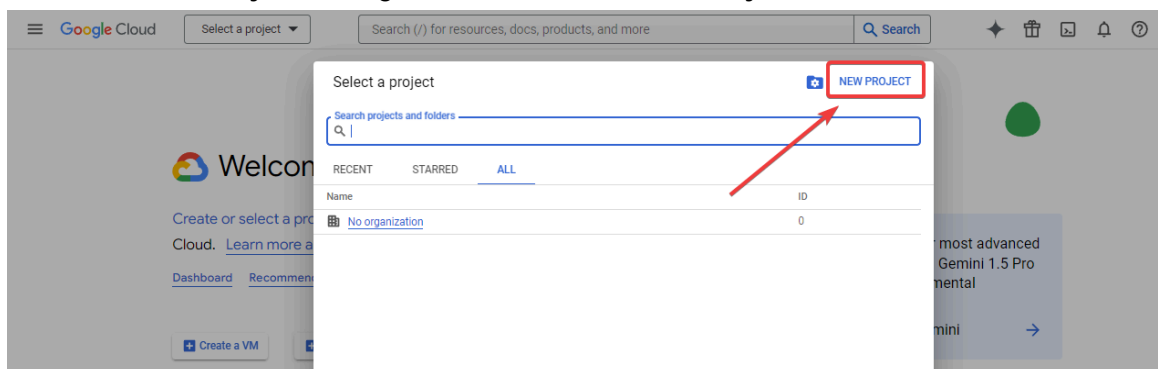 Google Cloud Select a project Search (/) for resources, docs, products, and more Search
Select a project NEW PROJECT
Search projects and folders
RECENT STARRED ALL
Name ID
No organization 0
Welcom
Create or select a pro
Cloud. Learn more a
Dashboard Recommen
Create a VM
most advanced
Gemini 1.5 Pro
mental
mini